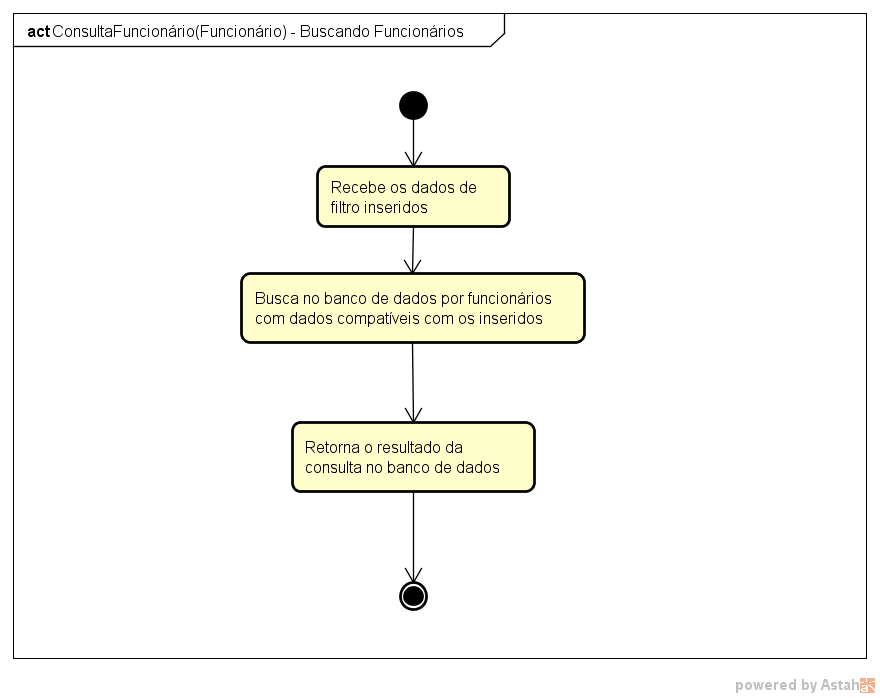 act ConsultaFuncionário(Funcionário) - Buscando Funcionários
Recebe os dados de
filtro inseridos
Busca no banco de dados por funcionários
com dados compatíveis com os inseridos
Retorna o resultado da
consulta no banco de dados
powered by Astah